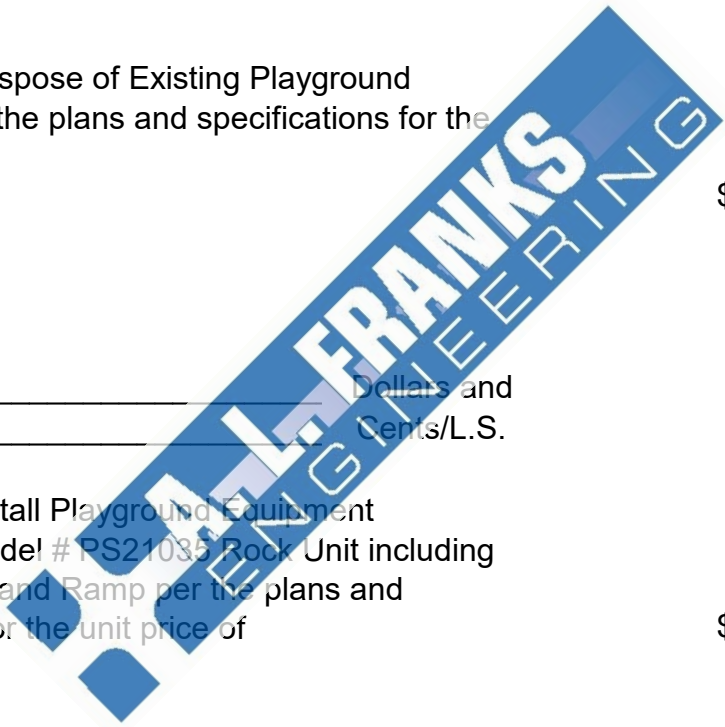 spose of Existing Playground
the plans and specifications for the
$
Dollars and
Cents/L.S.
A.L. FRANKS
ENGINEERING
tall Playground Equipment
del # PS21035 Rock Unit including
and Ramp per the plans and
or the unit price of
$